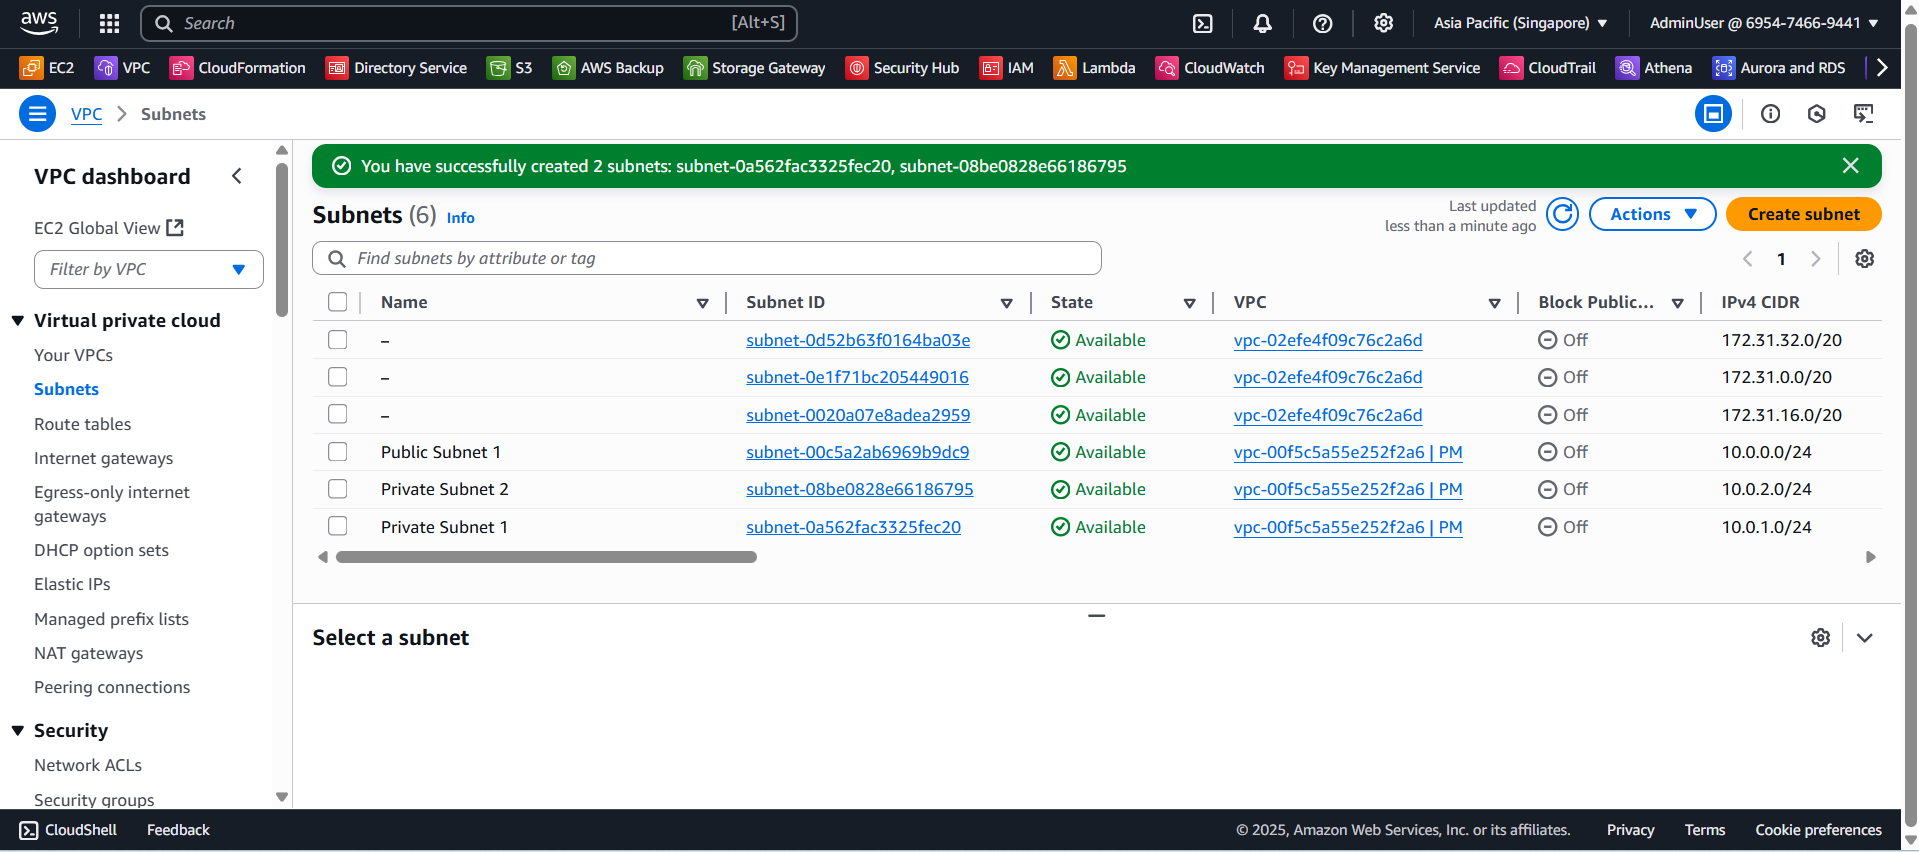 aws Search [Alt+S] Asia Pacific (Singapore) AdminUser @ 6954-7466-9441
EC2 VPC CloudFormation Directory Service S3 AWS Backup Storage Gateway Security Hub IAM Lambda CloudWatch Key Management Service CloudTrail Athena Aurora and RDS
VPC Subnets
VPC dashboard
EC2 Global View
Filter by VPC
Virtual private cloud
Your VPCs
Subnets
Route tables
Internet gateways
Egress-only internet
gateways
DHCP option sets
Elastic IPs
Managed prefix lists
NAT gateways
Peering connections
Security
Network ACLs
Security groups
You have successfully created 2 subnets: subnet-0a562fac3325fec20, subnet-08be0828e66186795
Subnets (6) Info
Last updated
less than a minute ago
Actions
Create subnet
Find subnets by attribute or tag
1
Name Subnet ID State VPC Block Public... IPv4 CIDR
– subnet-0d52b63f0164ba03e Available vpc-02efe4f09c76c2a6d Off 172.31.32.0/20
– subnet-0e1f71bc205449016 Available vpc-02efe4f09c76c2a6d Off 172.31.0.0/20
– subnet-0020a07e8adea2959 Available vpc-02efe4f09c76c2a6d Off 172.31.16.0/20
Public Subnet 1 subnet-00c5a2ab6969b9dc9 Available vpc-00f5c5a55e252f2a6 | PM Off 10.0.0.0/24
Private Subnet 2 subnet-08be0828e66186795 Available vpc-00f5c5a55e252f2a6 | PM Off 10.0.2.0/24
Private Subnet 1 subnet-0a562fac3325fec20 Available vpc-00f5c5a55e252f2a6 | PM Off 10.0.1.0/24
Select a subnet
CloudShell Feedback © 2025, Amazon Web Services, Inc. or its affiliates. Privacy Terms Cookie preferences